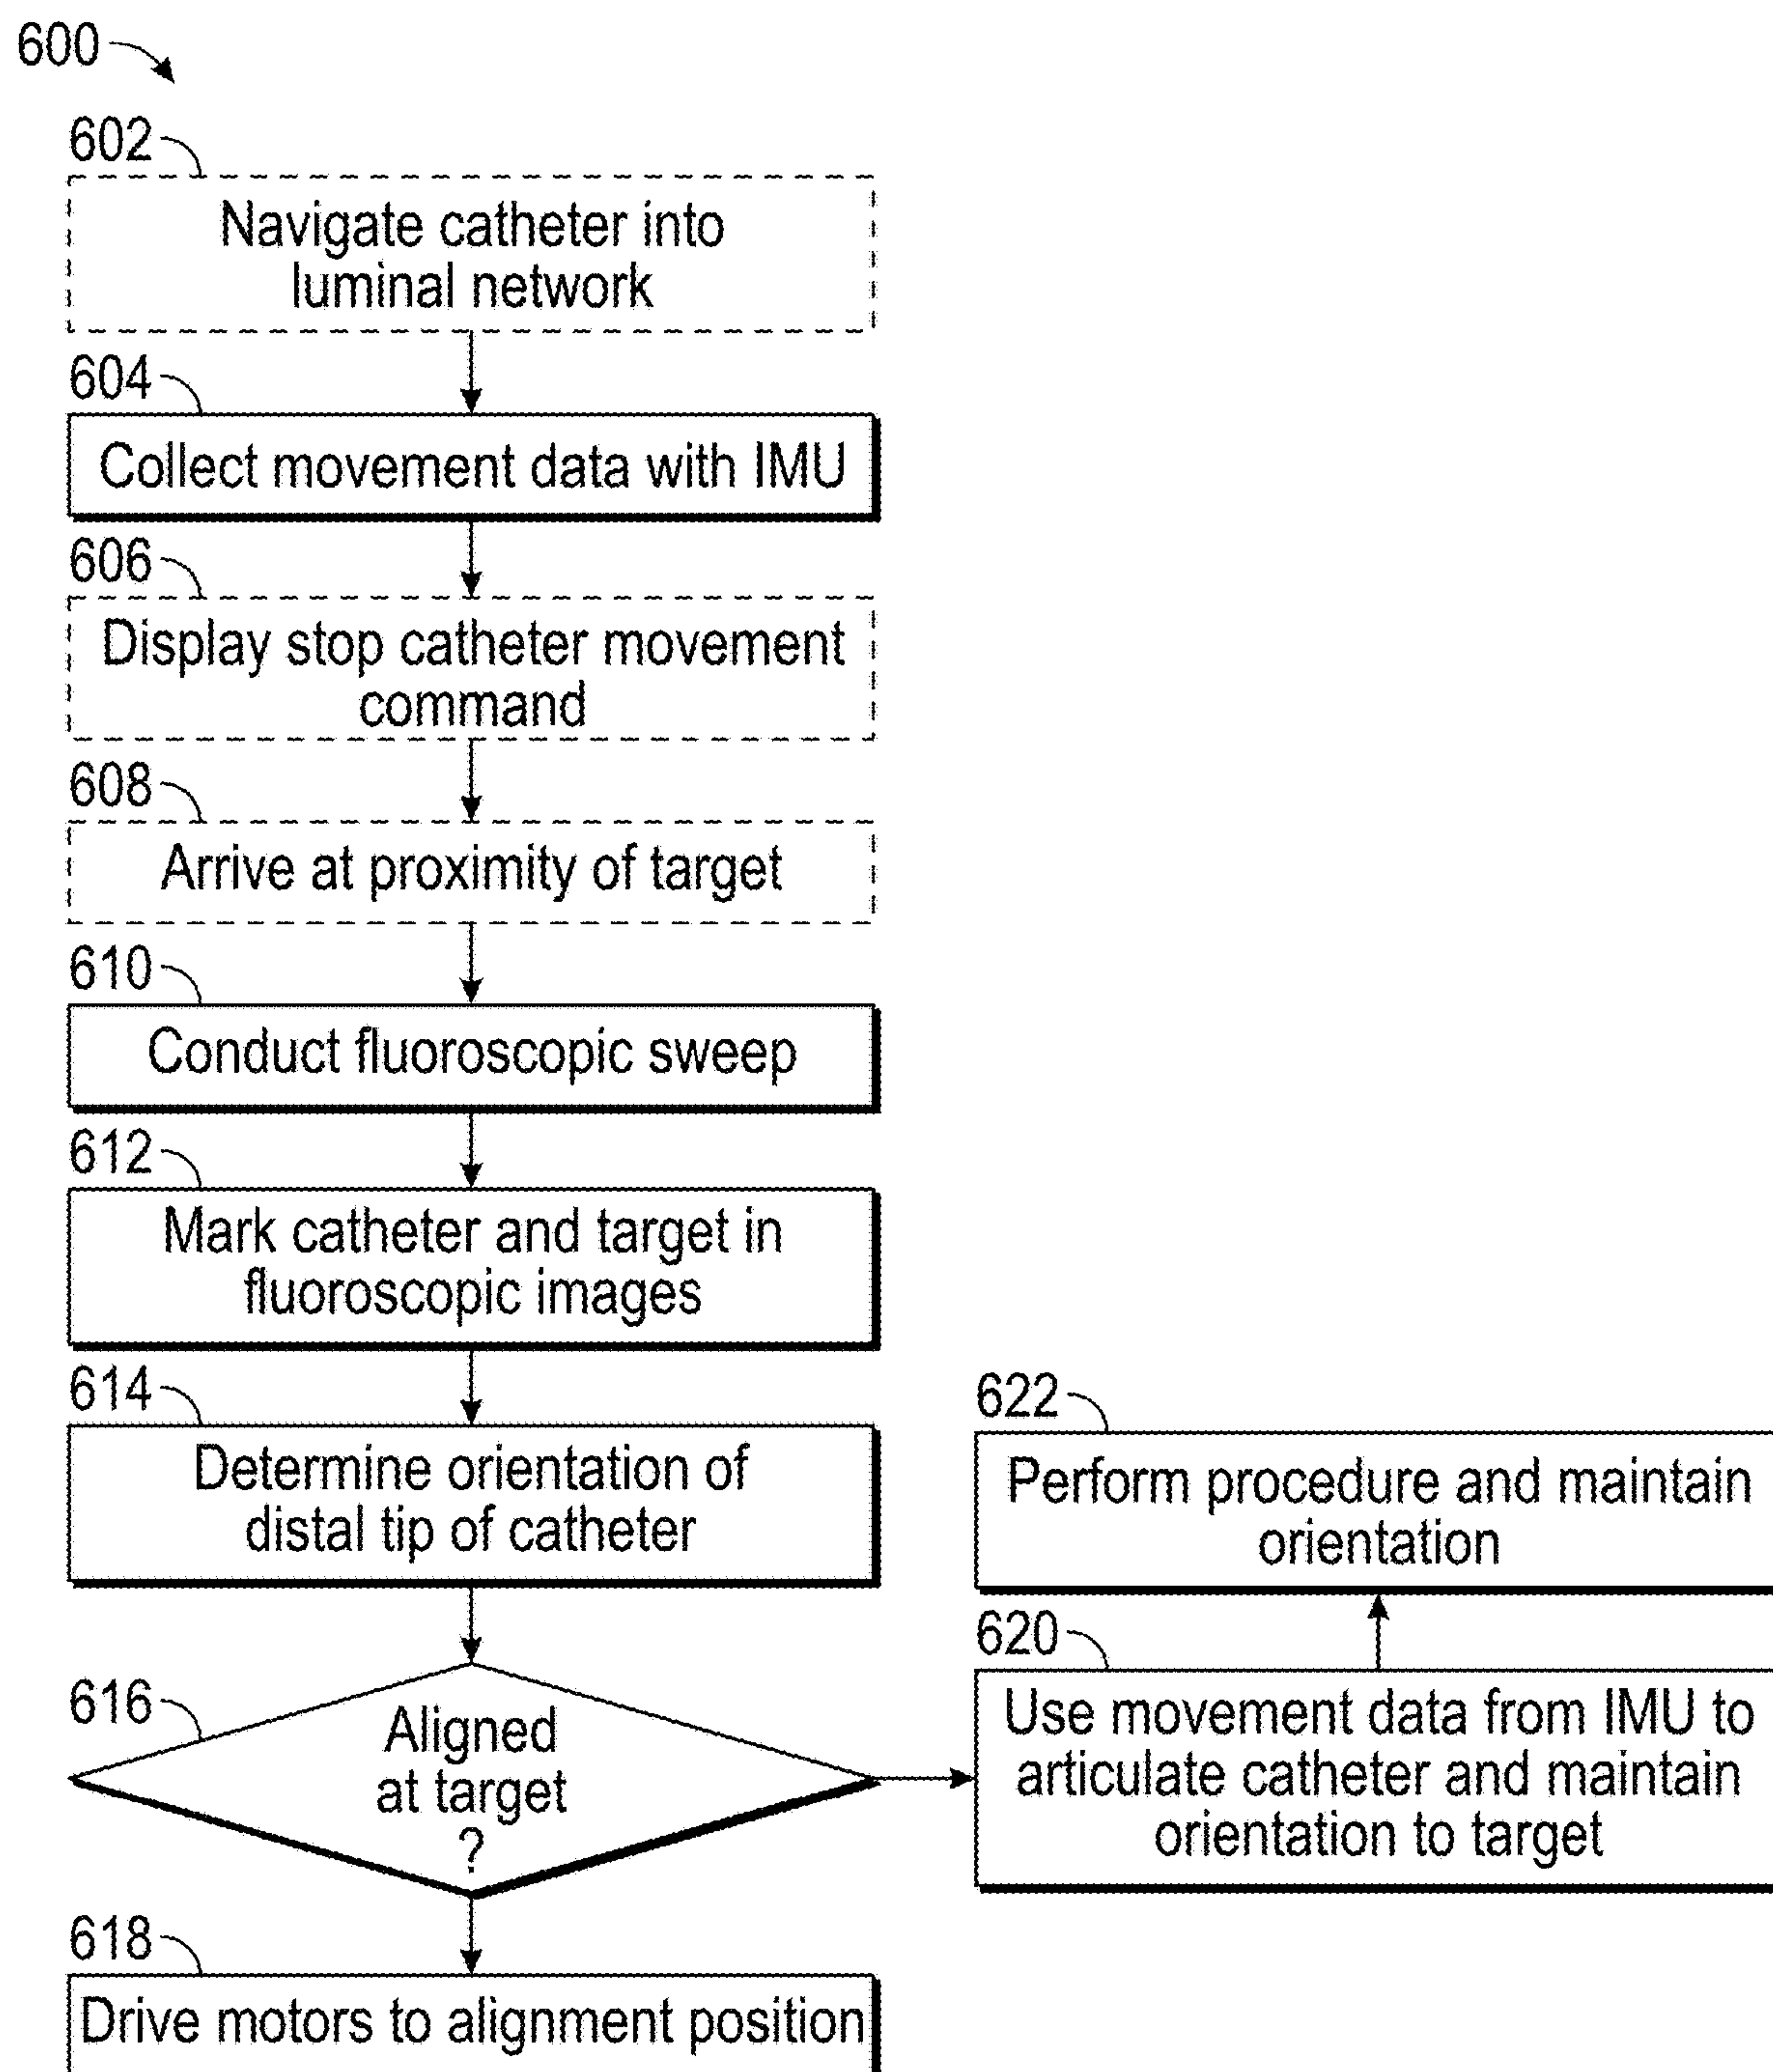 600
602
Navigate catheter into
luminal network
604
Collect movement data with IMU
606
Display stop catheter movement
command
608
Arrive at proximity of target
610
Conduct fluoroscopic sweep
612
Mark catheter and target in
fluoroscopic images
614
Determine orientation of
distal tip of catheter
616
Aligned
at target
?
618
Drive motors to alignment position
620
Use movement data from IMU to
articulate catheter and maintain
orientation to target
622
Perform procedure and maintain
orientation